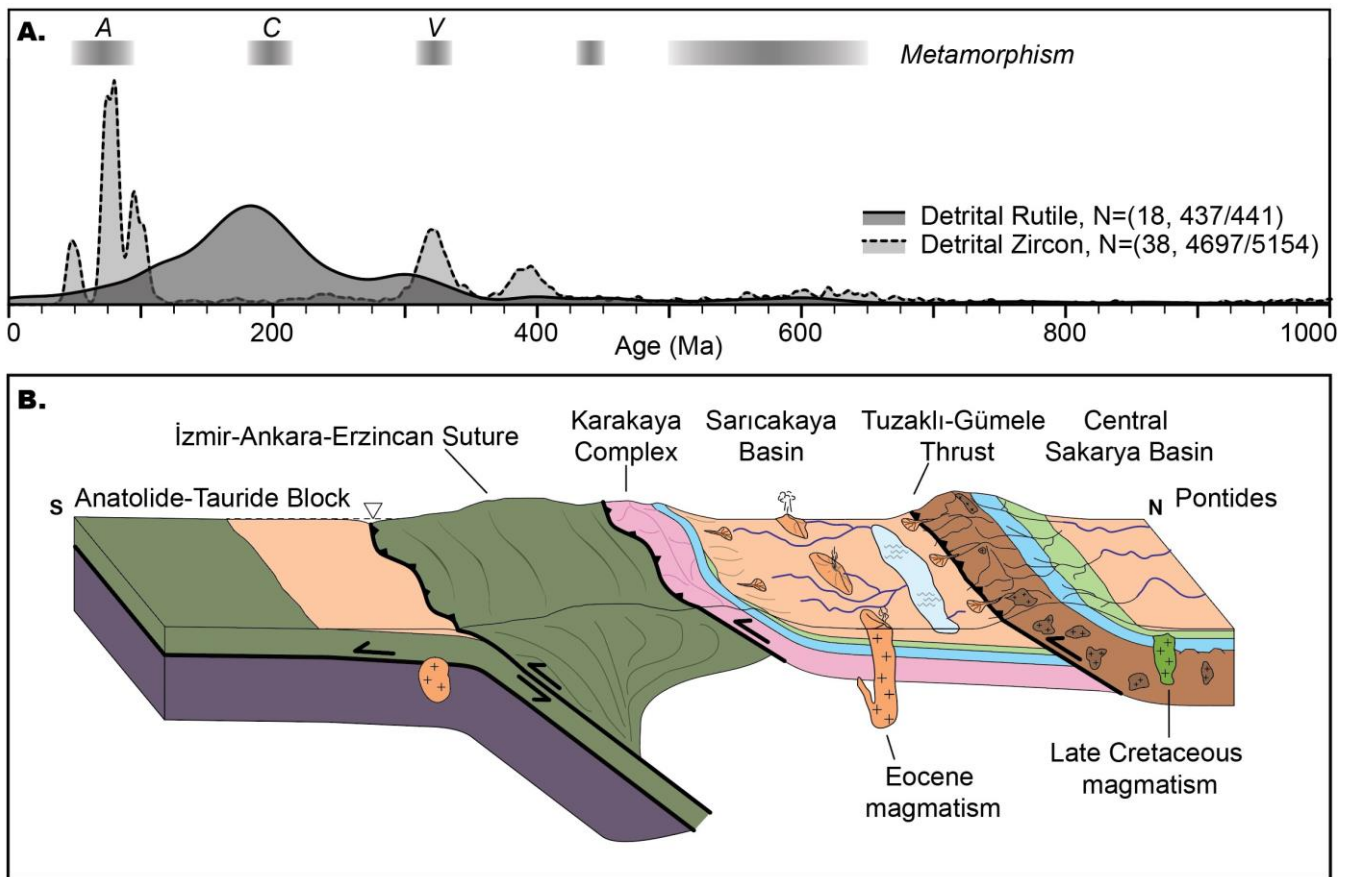 A.
A
C
V
Metamorphism
Detrital Rutile, N=(18, 437/441)
Detrital Zircon, N=(38, 4697/5154)
0
200
400
600
800
1000
Age (Ma)
B.
İzmir-Ankara-Erzincan Suture
Karakaya
Complex
Sarıcakaya
Basin
Tuzaklı-Gümele
Thrust
Central
Sakarya Basin
S
Anatolide-Tauride Block
N
Pontides
Eocene
magmatism
Late Cretaceous
magmatism